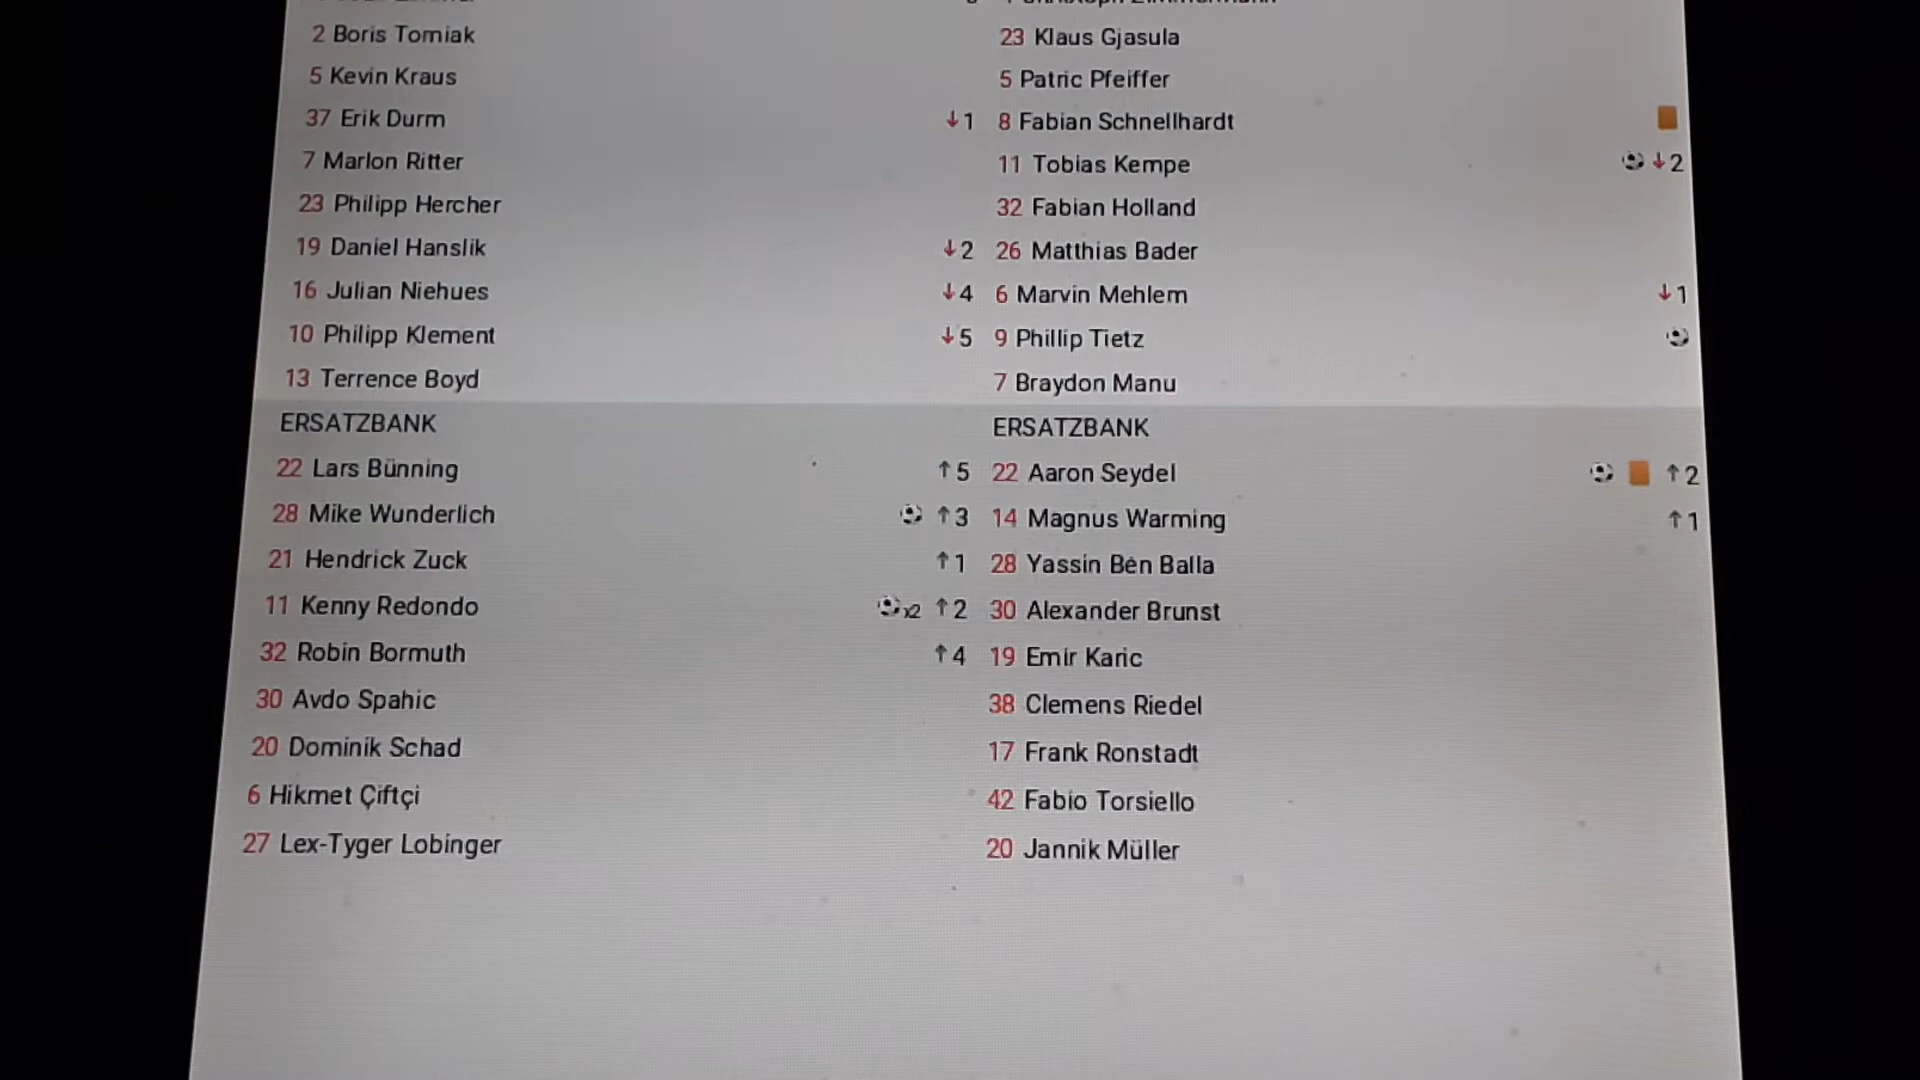 2 Boris Tomiak
5 Kevin Kraus
37 Erik Durm ↓1
7 Marlon Ritter
23 Philipp Hercher
19 Daniel Hanslik ↓2
16 Julian Niehues ↓4
10 Philipp Klement ↓5
13 Terrence Boyd
ERSATZBANK
22 Lars Bünning ↑5
28 Mike Wunderlich ↑3
21 Hendrick Zuck ↑1
11 Kenny Redondo x2 ↑2
32 Robin Bormuth ↑4
30 Avdo Spahic
20 Dominik Schad
6 Hikmet Çiftçi
27 Lex-Tyger Lobinger
23 Klaus Gjasula
5 Patric Pfeiffer
8 Fabian Schnellhardt
11 Tobias Kempe ↓2
32 Fabian Holland
26 Matthias Bader
6 Marvin Mehlem ↓1
9 Phillip Tietz
7 Braydon Manu
ERSATZBANK
22 Aaron Seydel ↑2
14 Magnus Warming ↑1
28 Yassin Ben Balla
30 Alexander Brunst
19 Emir Karic
38 Clemens Riedel
17 Frank Ronstadt
42 Fabio Torsiello
20 Jannik Müller